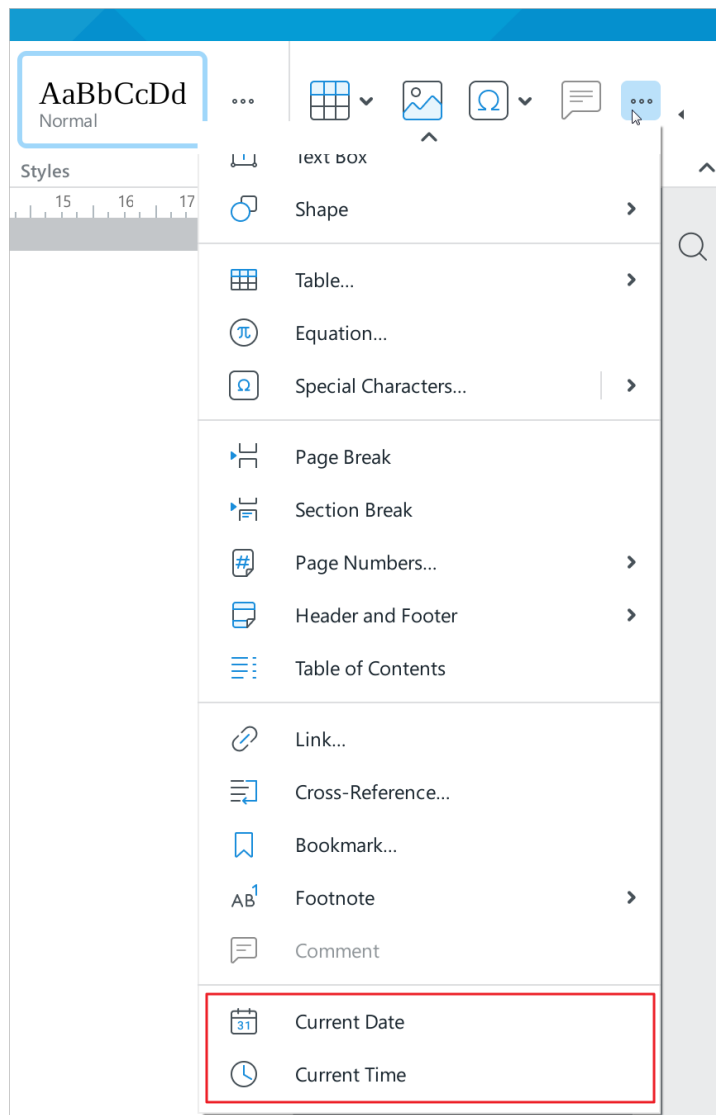 AaBbCcDd
Normal
Ω
Styles
15 16 17
Text Box
Shape
Table...
π
Equation...
Ω
Special Characters...
Page Break
Section Break
#
Page Numbers...
Header and Footer
Table of Contents
Link...
Cross-Reference...
Bookmark...
AB1
Footnote
Comment
31
Current Date
Current Time